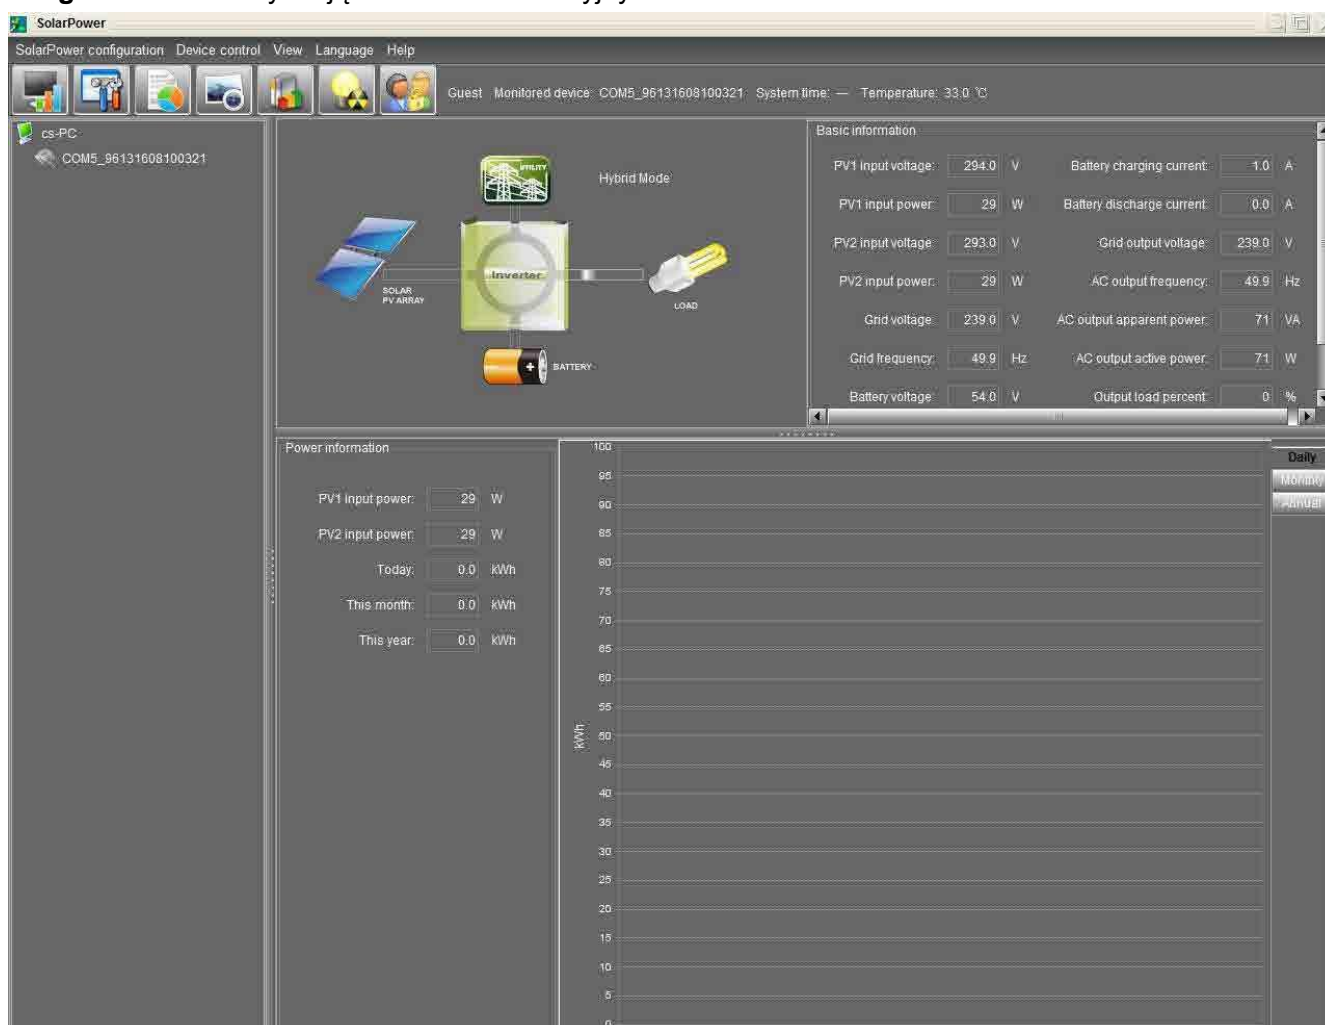 SolarPower
SolarPower configuration Device control View Language Help
Guest Monitored device: COM5_96131608100321 System time: — Temperature: 33.0 °C
cs-PC
COM5_96131608100321
UTILITY
Hybrid Mode
Inverter
SOLAR
PV ARRAY
LOAD
BATTERY
Basic information
PV1 input voltage: 294.0 V Battery charging current: 1.0 A
PV1 input power: 29 W Battery discharge current: 0.0 A
PV2 input voltage: 293.0 V Grid output voltage: 239.0 V
PV2 input power: 29 W AC output frequency: 49.9 Hz
Grid voltage: 239.0 V AC output apparent power: 71 VA
Grid frequency: 49.9 Hz AC output active power: 71 W
Battery voltage: 54.0 V Output load percent: 0 %
Power information
PV1 input power: 29 W
PV2 input power: 29 W
Today: 0.0 kWh
This month: 0.0 kWh
This year: 0.0 kWh
100
95
90
85
80
75
70
65
60
55
50
45
40
35
30
25
20
15
10
5
0
kWh
Daily
Monthly
Annual